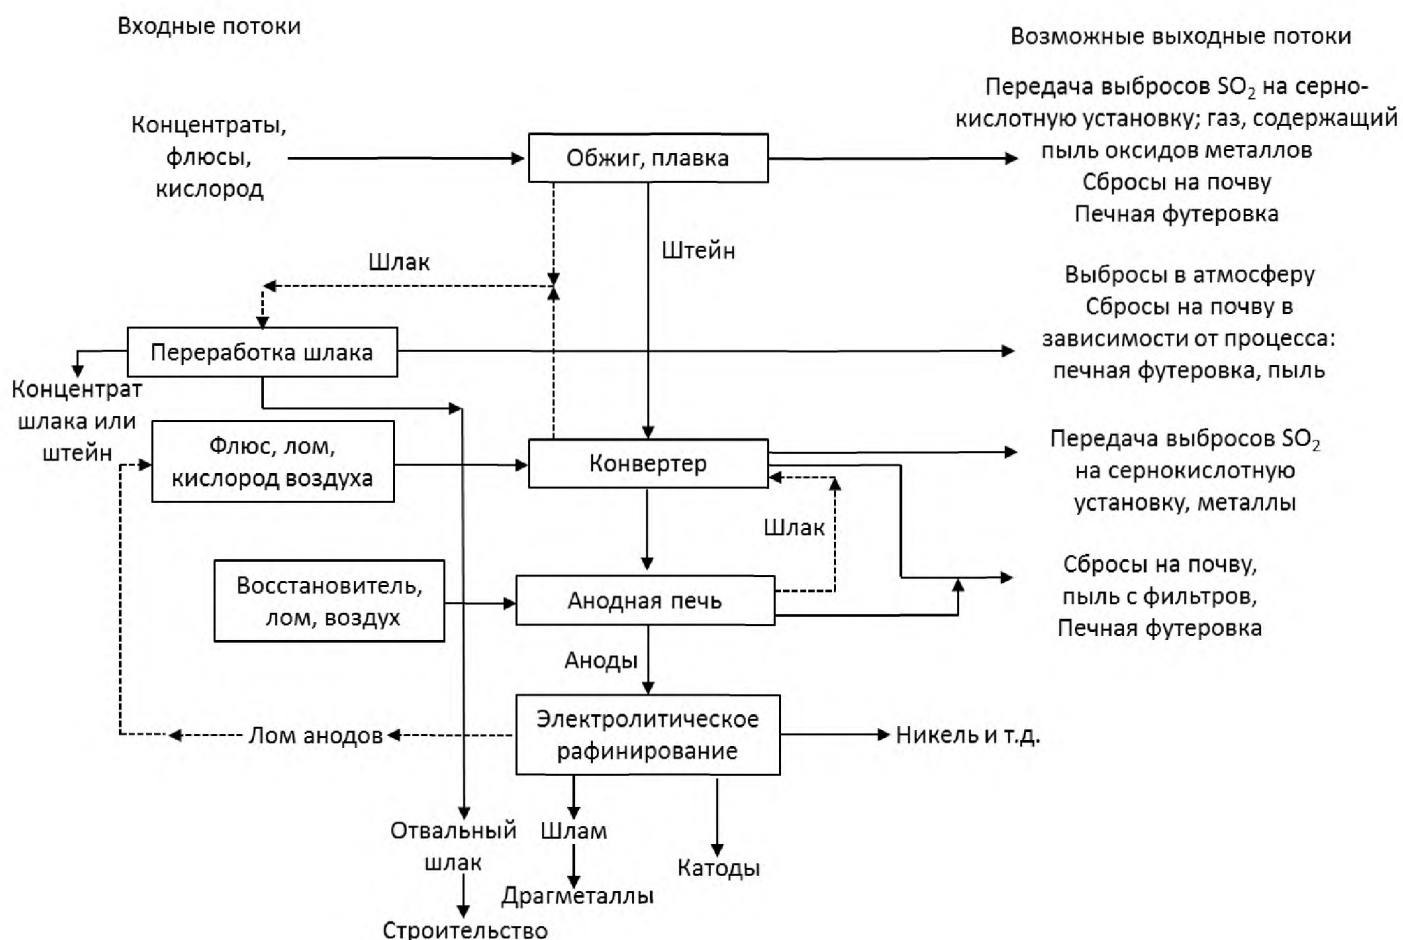 Входные потоки
Возможные выходные потоки
Концентраты,
флюсы,
кислород
Обжиг, плавка
Передача выбросов SO₂ на серно-
кислотную установку; газ, содержащий
пыль оксидов металлов
Сбросы на почву
Печная футеровка
Шлак
Штейн
Переработка шлака
Выбросы в атмосферу
Сбросы на почву в
зависимости от процесса:
печная футеровка, пыль
Концентрат
шлака или
штейн
Флюс, лом,
кислород воздуха
Конвертер
Передача выбросов SO₂
на сернокислотную
установку, металлы
Шлак
Восстановитель,
лом, воздух
Анодная печь
Сбросы на почву,
пыль с фильтров,
Печная футеровка
Аноды
Лом анодов
Электролитическое
рафинирование
Никель и т.д.
Отвальный
шлак
Шлам
Катоды
Драгметаллы
Строительство